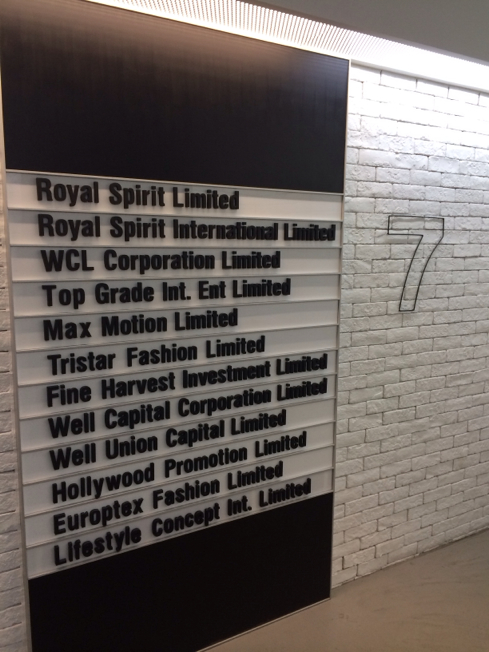 Royal Spirit Limited
Royal Spirit International Limited
WCL Corporation Limited
Top Grade Int. Ent Limited
Max Motion Limited
Tristar Fashion Limited
Fine Harvest Investment Limited
Well Capital Corporation Limited
Well Union Capital Limited
Hollywood Promotion Limited
Europtex Fashion Limited
Lifestyle Concept Int. Limited
7